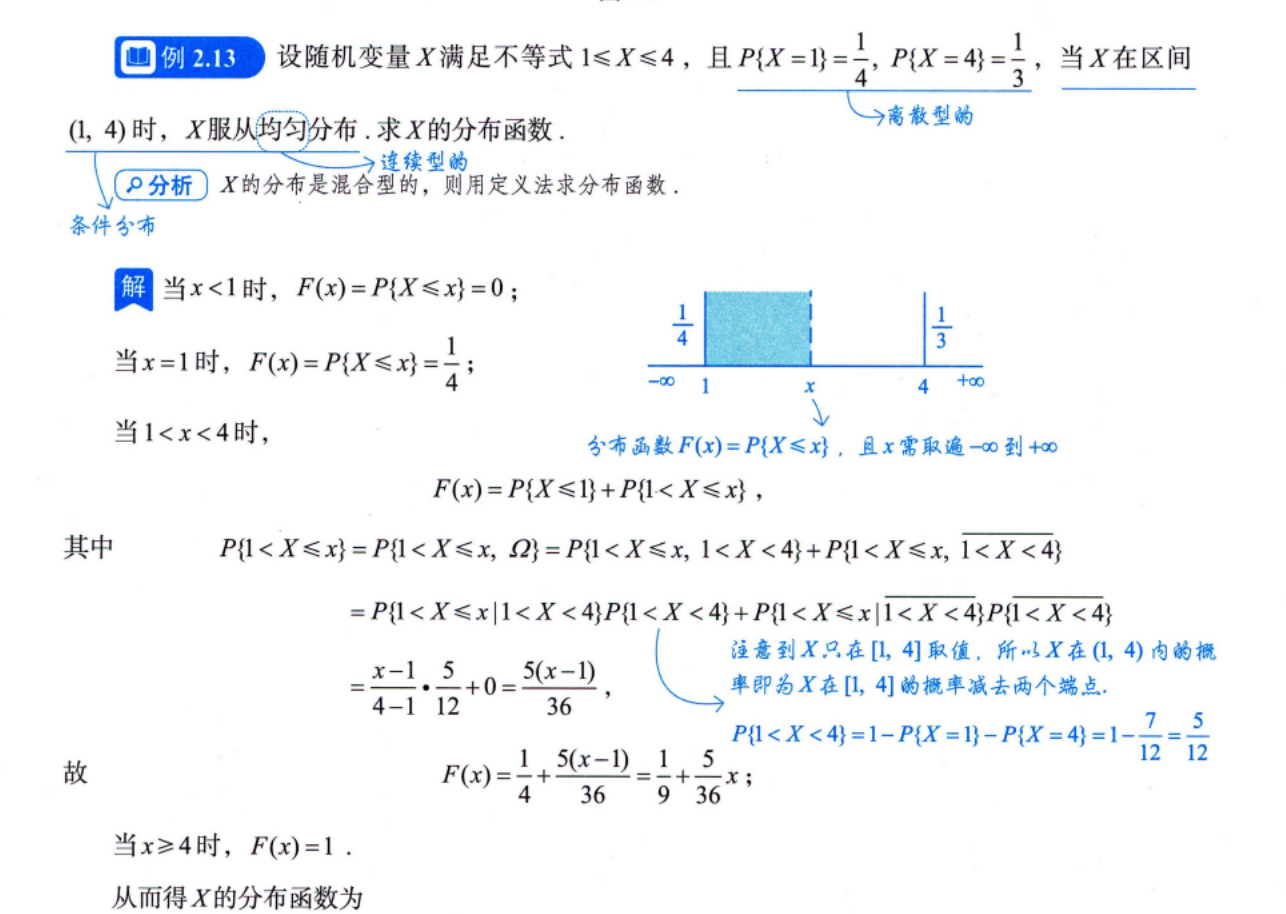 例 2.13 设随机变量 X 满足不等式 1≤X≤4，且 P{X=1}=1/4, P{X=4}=1/3，当 X 在区间
离散型的
(1, 4) 时，X服从均匀分布．求 X的分布函数．
连续型的
分析 X的分布是混合型的，则用定义法求分布函数．
条件分布
解 当x<1时，F(x)=P{X≤x}=0；
当x=1时，F(x)=P{X≤x}=1/4；
1/4 1/3
-∞ 1 x 4 +∞
当1<x<4时，
分布函数F(x)=P{X≤x}，且x需取遍-∞到+∞
F(x)=P{X≤1}+P{1<X≤x}，
其中 P{1<X≤x}=P{1<X≤x, Ω}=P{1<X≤x, 1<X<4}+P{1<X≤x, \overline{1<X<4}}
=P{1<X≤x|1<X<4}P{1<X<4}+P{1<X≤x|\overline{1<X<4}}P{\overline{1<X<4}}
注意到X只在[1, 4]取值，所以X在(1, 4)内的概
率即为X在[1, 4]的概率减去两个端点.
=(x-1)/(4-1)•5/12+0=5(x-1)/36，
P{1<X<4}=1-P{X=1}-P{X=4}=1-7/12=5/12
故 F(x)=1/4+5(x-1)/36=1/9+5/36x；
当x≥4时，F(x)=1．
从而得X的分布函数为